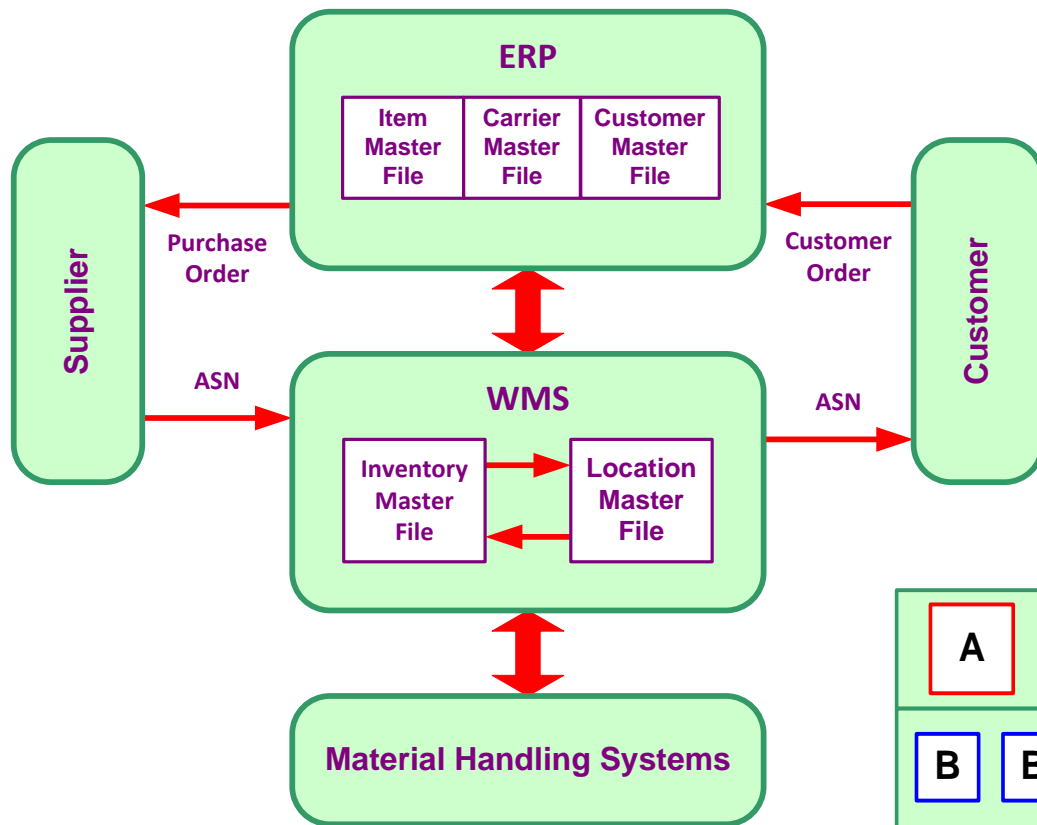 ERP
Item
Master
File
Carrier
Master
File
Customer
Master
File
Supplier
Purchase
Order
Customer
Order
Customer
ASN
WMS
ASN
Inventory
Master
File
Location
Master
File
Material Handling Systems
A
B